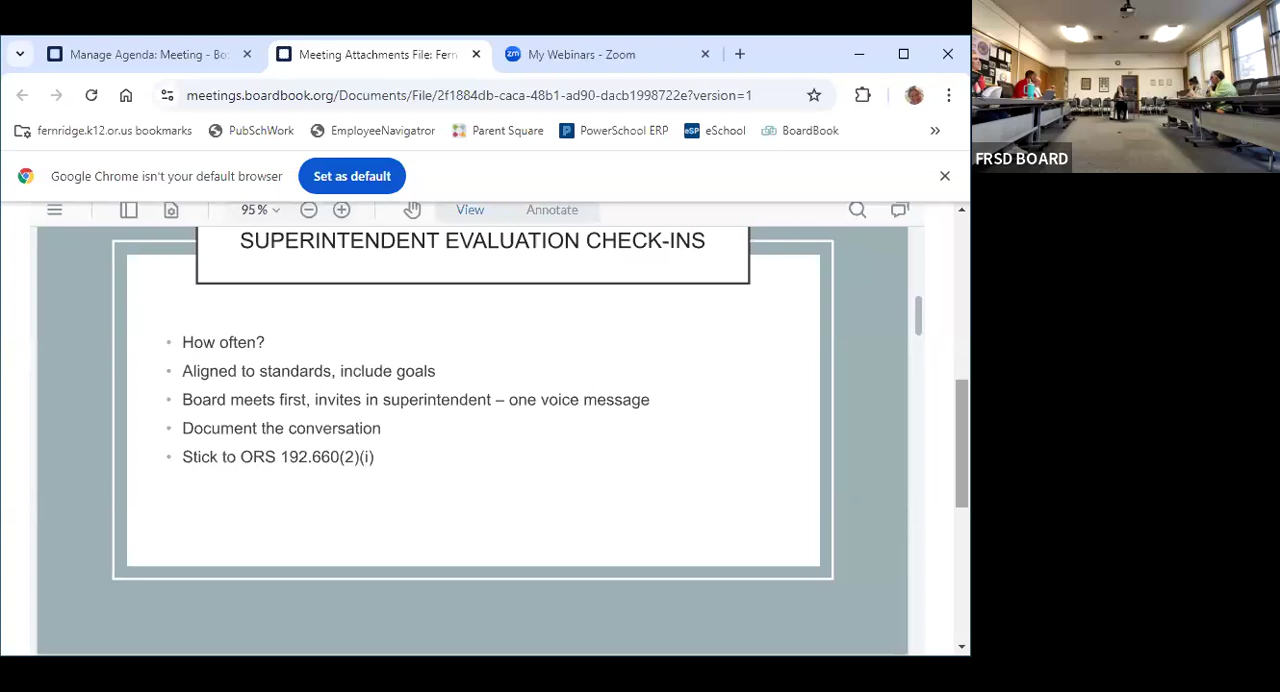 Manage Agenda: Meeting - Bo
Meeting Attachments File: Fern
zm
My Webinars - Zoom
meetings.boardbook.org/Documents/File/2f1884db-caca-48b1-ad90-dacb1998722e?version=1
fernridge.k12.or.us bookmarks
PubSchWork
EmployeeNavigator
Parent Square
PowerSchool ERP
eSP
eSchool
BoardBook
Google Chrome isn't your default browser
Set as default
95%
View
Annotate
SUPERINTENDENT EVALUATION CHECK-INS
• How often?
• Aligned to standards, include goals
• Board meets first, invites in superintendent – one voice message
• Document the conversation
• Stick to ORS 192.660(2)(i)
FRSD BOARD